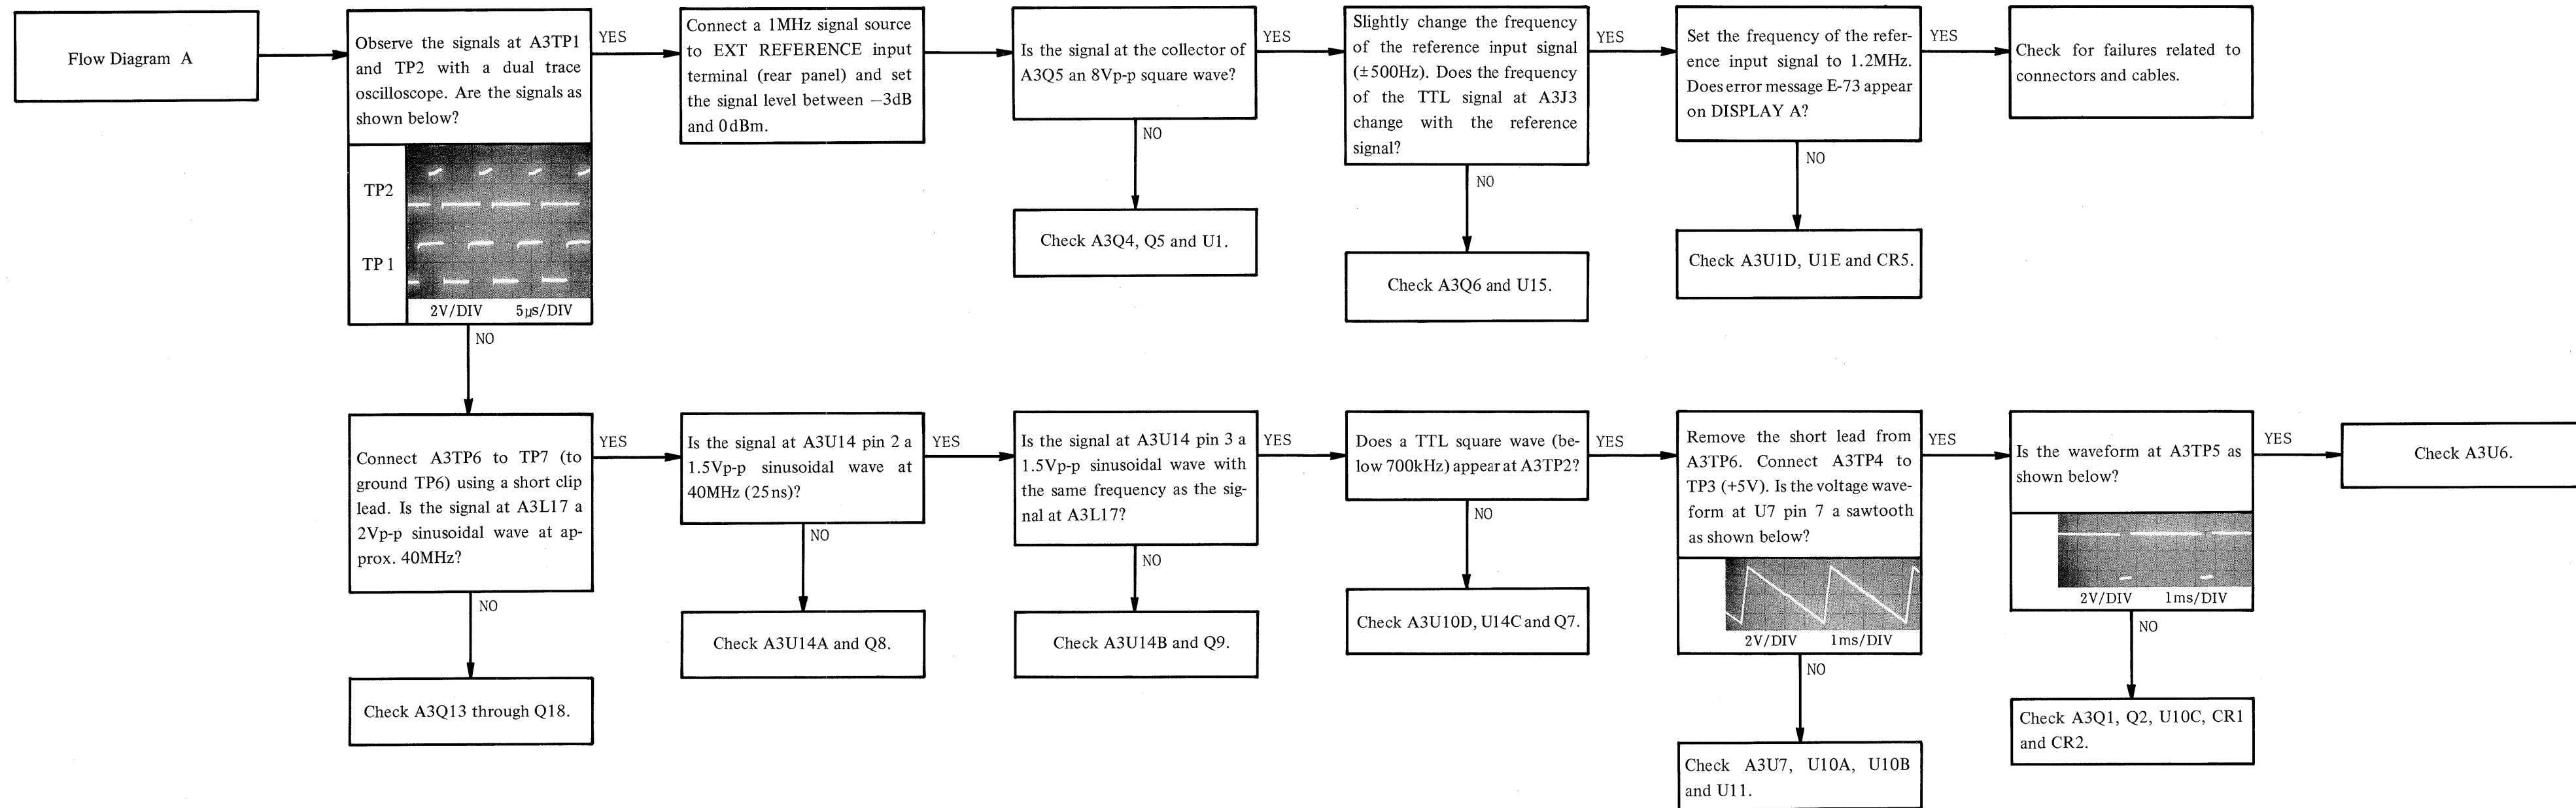 Flow Diagram A
Observe the signals at A3TP1
and TP2 with a dual trace
oscilloscope. Are the signals as
shown below?
TP2
TP 1
2V/DIV 5µs/DIV
YES
NO
Connect a 1MHz signal source
to EXT REFERENCE input
terminal (rear panel) and set
the signal level between −3dB
and 0dBm.
Is the signal at the collector of
A3Q5 an 8Vp-p square wave?
YES
NO
Check A3Q4, Q5 and U1.
Slightly change the frequency
of the reference input signal
(±500Hz). Does the frequency
of the TTL signal at A3J3
change with the reference
signal?
YES
NO
Check A3Q6 and U15.
Set the frequency of the refer-
ence input signal to 1.2MHz.
Does error message E-73 appear
on DISPLAY A?
YES
NO
Check A3U1D, U1E and CR5.
Check for failures related to
connectors and cables.
Connect A3TP6 to TP7 (to
ground TP6) using a short clip
lead. Is the signal at A3L17 a
2Vp-p sinusoidal wave at ap-
prox. 40MHz?
YES
NO
Check A3Q13 through Q18.
Is the signal at A3U14 pin 2 a
1.5Vp-p sinusoidal wave at
40MHz (25ns)?
YES
NO
Check A3U14A and Q8.
Is the signal at A3U14 pin 3 a
1.5Vp-p sinusoidal wave with
the same frequency as the sig-
nal at A3L17?
YES
NO
Check A3U14B and Q9.
Does a TTL square wave (be-
low 700kHz) appear at A3TP2?
YES
NO
Check A3U10D, U14C and Q7.
Remove the short lead from
A3TP6. Connect A3TP4 to
TP3 (+5V). Is the voltage wave-
form at U7 pin 7 a sawtooth
as shown below?
2V/DIV 1ms/DIV
YES
NO
Check A3U7, U10A, U10B
and U11.
Is the waveform at A3TP5 as
shown below?
2V/DIV 1ms/DIV
YES
NO
Check A3Q1, Q2, U10C, CR1
and CR2.
Check A3U6.